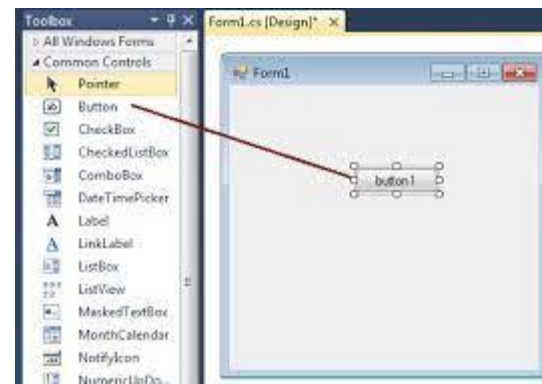 Toolbox
Form1.cs [Design]*
All Windows Forms
Common Controls
Pointer
Button
CheckBox
CheckedListBox
ComboBox
DateTimePicker
Label
LinkLabel
ListBox
ListView
MaskedTextBox
MonthCalendar
NotifyIcon
NumericUpDo...
Form1
button1